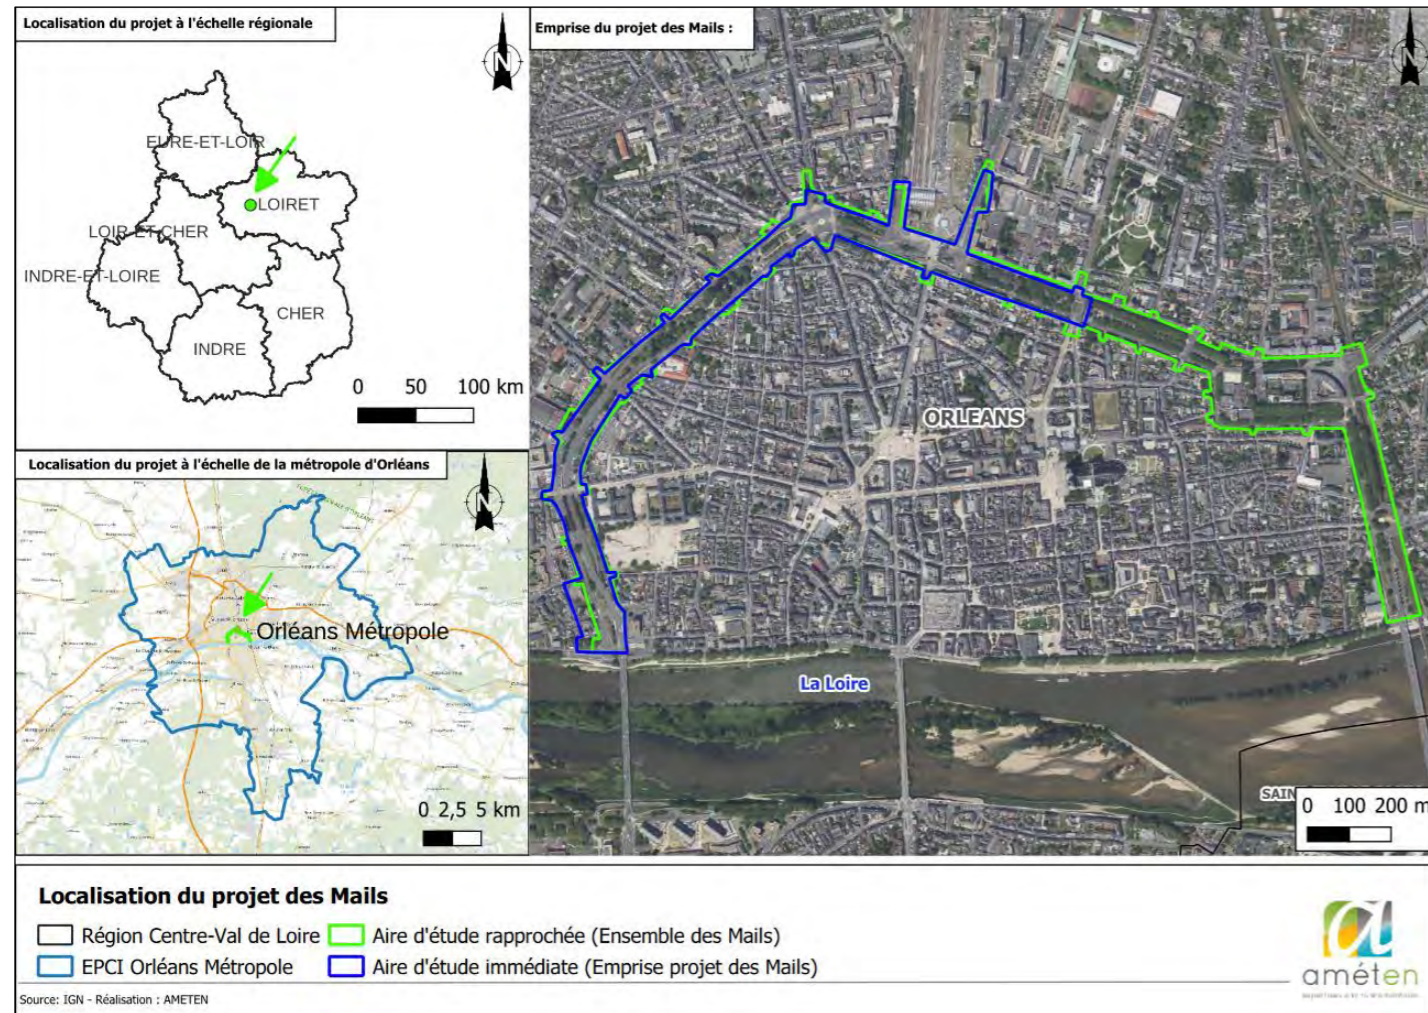 Localisation du projet à l'échelle régionale
N
EURE-ET-LOIR
LOIRET
LOIR-ET-CHER
INDRE-ET-LOIRE
CHER
INDRE
0 50 100 km
Localisation du projet à l'échelle de la métropole d'Orléans
N
Orléans Métropole
0 2,5 5 km
Emprise du projet des Mails :
N
ORLEANS
La Loire
SAIN
0 100 200 m
Localisation du projet des Mails
Région Centre-Val de Loire
Aire d'étude rapprochée (Ensemble des Mails)
EPCI Orléans Métropole
Aire d'étude immédiate (Emprise projet des Mails)
Source: IGN - Réalisation : AMETEN
améten